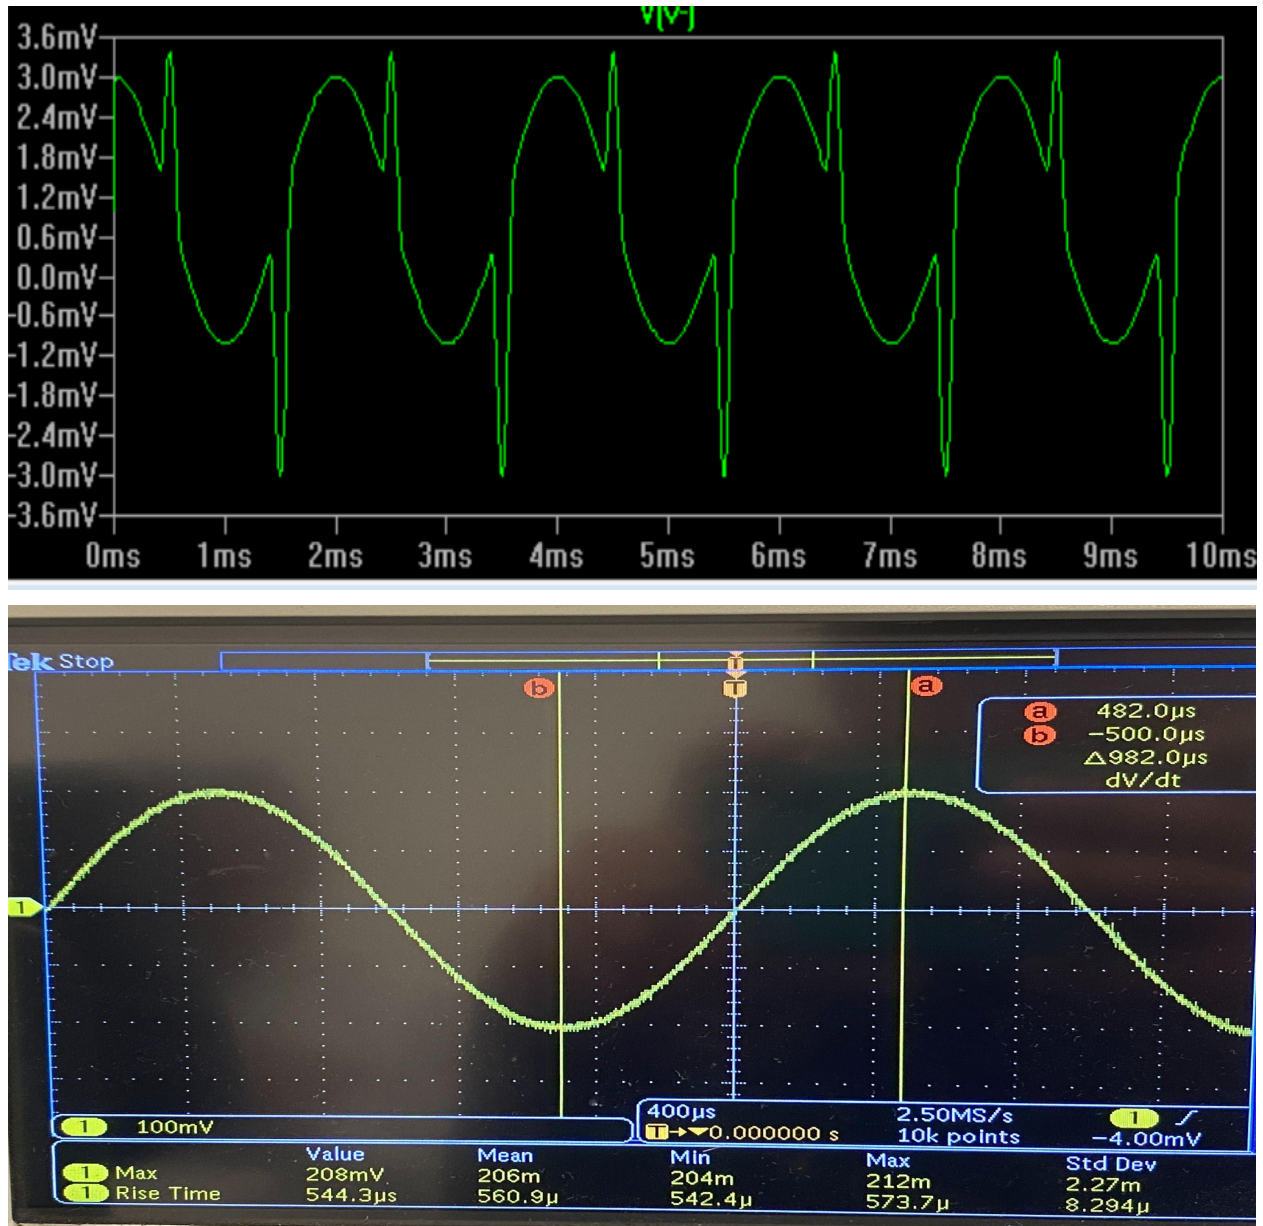 V(v-)
3.6mV
3.0mV
2.4mV
1.8mV
1.2mV
0.6mV
0.0mV
-0.6mV
-1.2mV
-1.8mV
-2.4mV
-3.0mV
-3.6mV
0ms 1ms 2ms 3ms 4ms 5ms 6ms 7ms 8ms 9ms 10ms
Tek Stop
T
b T a
a 482.0µs
b -500.0µs
Δ982.0µs
dV/dt
1
1 100mV
400µs 2.50MS/s 1
T→▼0.000000 s 10k points -4.00mV
Value Mean Min Max Std Dev
1 Max 208mV 206m 204m 212m 2.27m
1 Rise Time 544.3µs 560.9µ 542.4µ 573.7µ 8.294µ